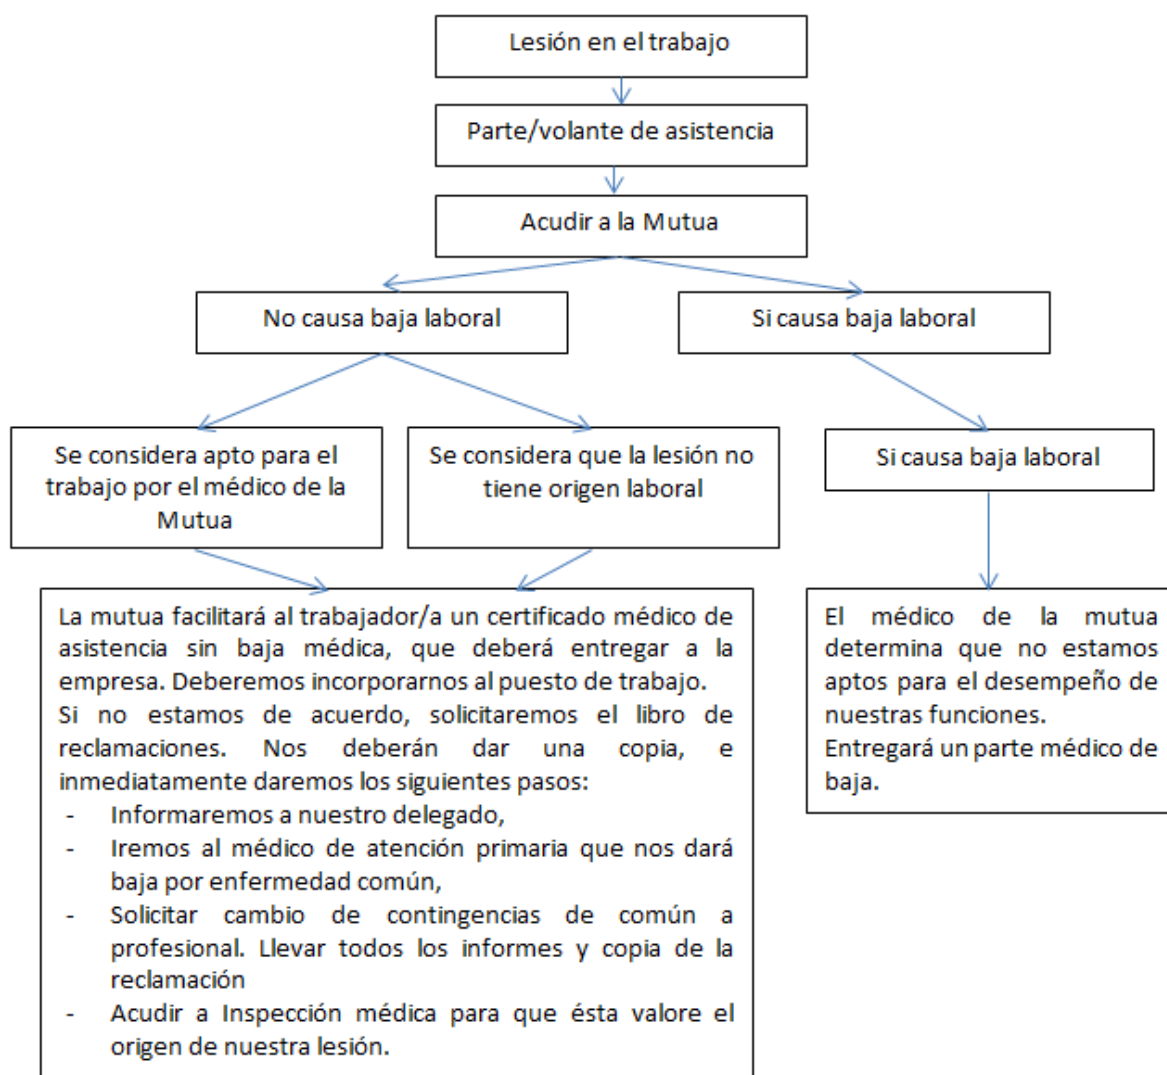 Lesión en el trabajo
Parte/volante de asistencia
Acudir a la Mutua
No causa baja laboral
Si causa baja laboral
Se considera apto para el
trabajo por el médico de la
Mutua
Se considera que la lesión no
tiene origen laboral
Si causa baja laboral
La mutua facilitará al trabajador/a un certificado médico de
asistencia sin baja médica, que deberá entregar a la
empresa. Deberemos incorporarnos al puesto de trabajo.
Si no estamos de acuerdo, solicitaremos el libro de
reclamaciones. Nos deberán dar una copia, e
inmediatamente daremos los siguientes pasos:
- Informaremos a nuestro delegado,
- Iremos al médico de atención primaria que nos dará
baja por enfermedad común,
- Solicitar cambio de contingencias de común a
profesional. Llevar todos los informes y copia de la
reclamación
- Acudir a Inspección médica para que ésta valore el
origen de nuestra lesión.
El médico de la mutua
determina que no estamos
aptos para el desempeño de
nuestras funciones.
Entregará un parte médico de
baja.